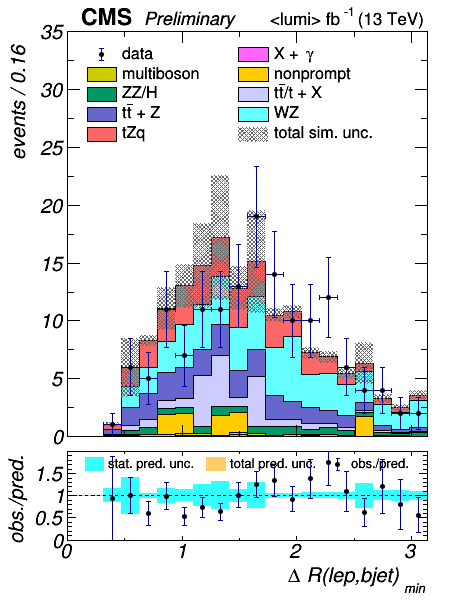 CMS Preliminary <lumi> fb⁻¹ (13 TeV)
events / 0.16
35
30
25
20
15
10
5
0
data
X + γ
multiboson
nonprompt
ZZ/H
tt̄/t + X
tt̄ + Z
WZ
tZq
total sim. unc.
obs./pred.
2
1.5
1
0.5
0
stat. pred. unc.
total pred. unc.
obs./pred.
0 1 2 3
Δ R(lep,bjet) min